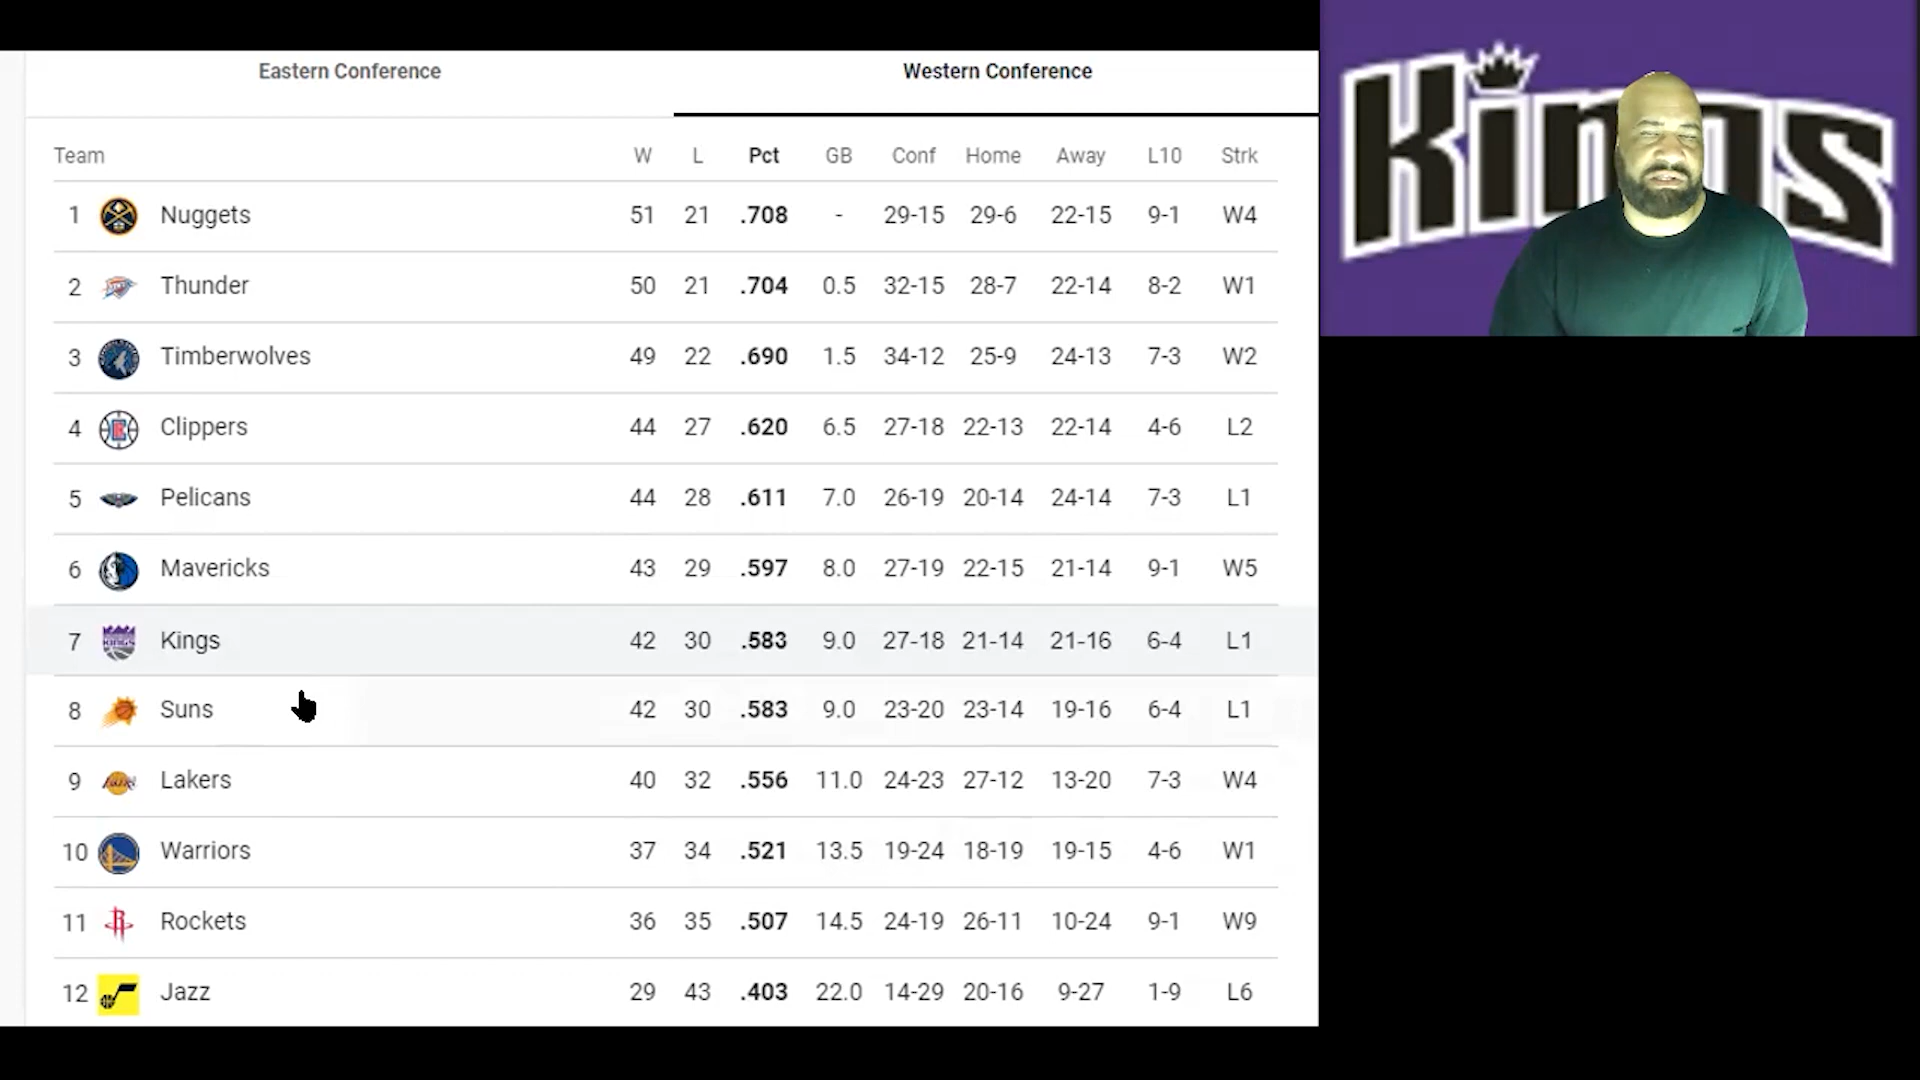 Eastern Conference Western Conference
Team W L Pct GB Conf Home Away L10 Strk
1 Nuggets 51 21 .708 - 29-15 29-6 22-15 9-1 W4
2 Thunder 50 21 .704 0.5 32-15 28-7 22-14 8-2 W1
3 Timberwolves 49 22 .690 1.5 34-12 25-9 24-13 7-3 W2
4 Clippers 44 27 .620 6.5 27-18 22-13 22-14 4-6 L2
5 Pelicans 44 28 .611 7.0 26-19 20-14 24-14 7-3 L1
6 Mavericks 43 29 .597 8.0 27-19 22-15 21-14 9-1 W5
7 Kings 42 30 .583 9.0 27-18 21-14 21-16 6-4 L1
8 Suns 42 30 .583 9.0 23-20 23-14 19-16 6-4 L1
9 Lakers 40 32 .556 11.0 24-23 27-12 13-20 7-3 W4
10 Warriors 37 34 .521 13.5 19-24 18-19 19-15 4-6 W1
11 Rockets 36 35 .507 14.5 24-19 26-11 10-24 9-1 W9
12 Jazz 29 43 .403 22.0 14-29 20-16 9-27 1-9 L6
Kings